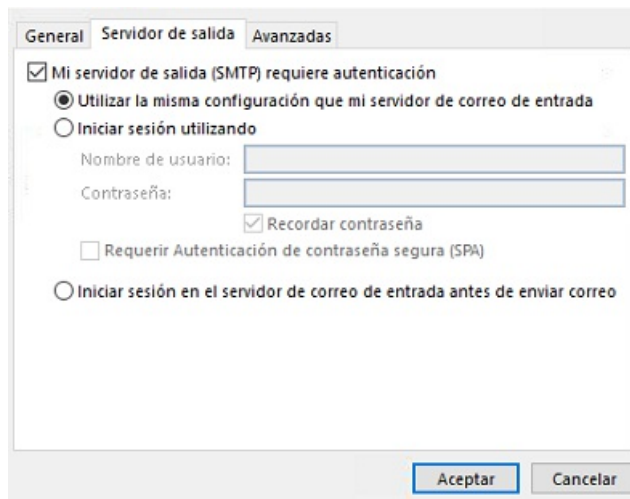 General Servidor de salida Avanzadas
Mi servidor de salida (SMTP) requiere autenticación
Utilizar la misma configuración que mi servidor de correo de entrada
Iniciar sesión utilizando
Nombre de usuario:
Contraseña:
Recordar contraseña
Requerir Autenticación de contraseña segura (SPA)
Iniciar sesión en el servidor de correo de entrada antes de enviar correo
Aceptar Cancelar